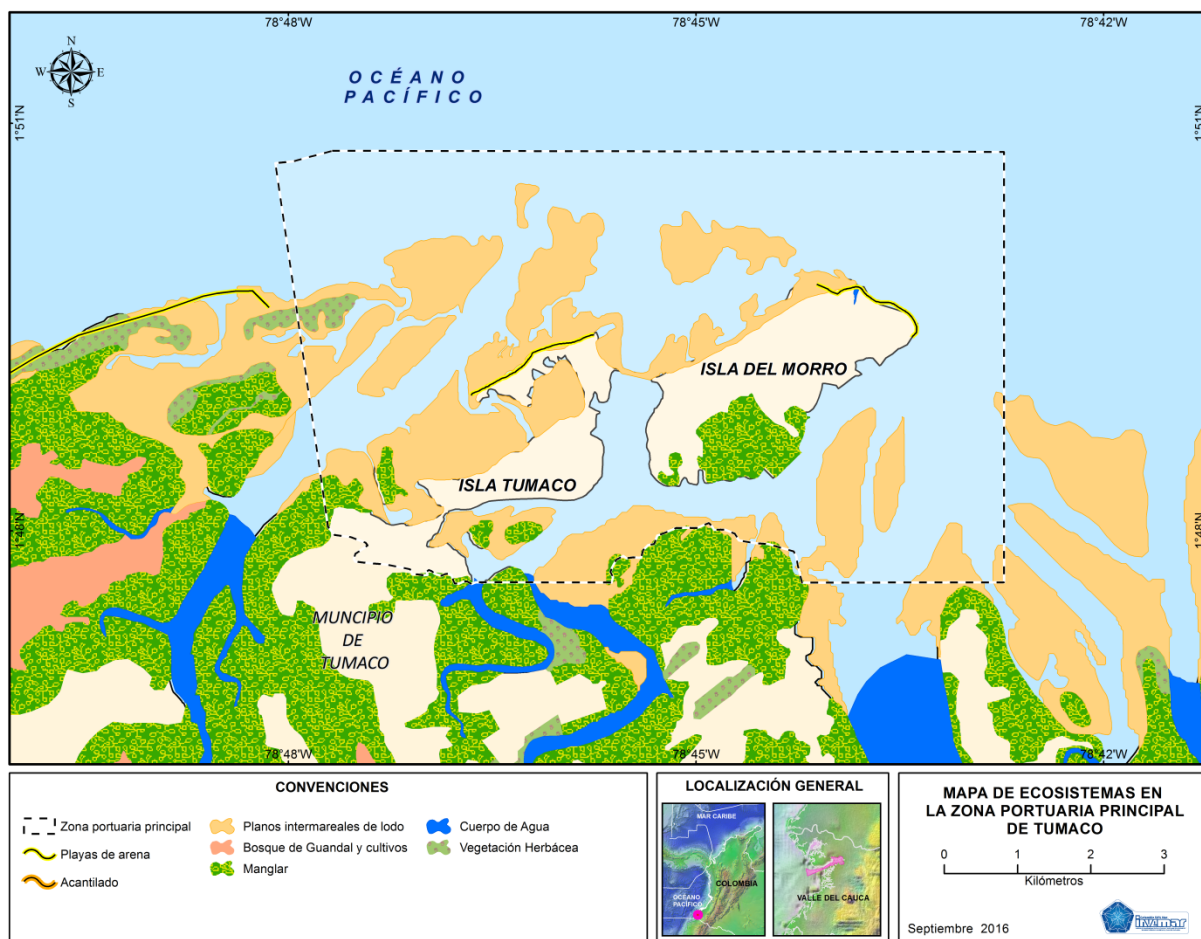 78°48'W
78°45'W
78°42'W
N
W
E
S
OCÉANO
PACÍFICO
1°51'N
1°51'N
ISLA DEL MORRO
ISLA TUMACO
1°48'N
1°48'N
MUNCIPIO
DE
TUMACO
78°48'W
78°45'W
78°42'W
CONVENCIONES
Zona portuaria principal
Playas de arena
Acantilado
Planos intermareales de lodo
Bosque de Guandal y cultivos
Manglar
Cuerpo de Agua
Vegetación Herbácea
LOCALIZACIÓN GENERAL
MAR CARIBE
COLOMBIA
OCÉANO
PACÍFICO
VALLE DEL CAUCA
MAPA DE ECOSISTEMAS EN
LA ZONA PORTUARIA PRINCIPAL
DE TUMACO
0 1 2 3
Kilómetros
Septiembre 2016
invemar